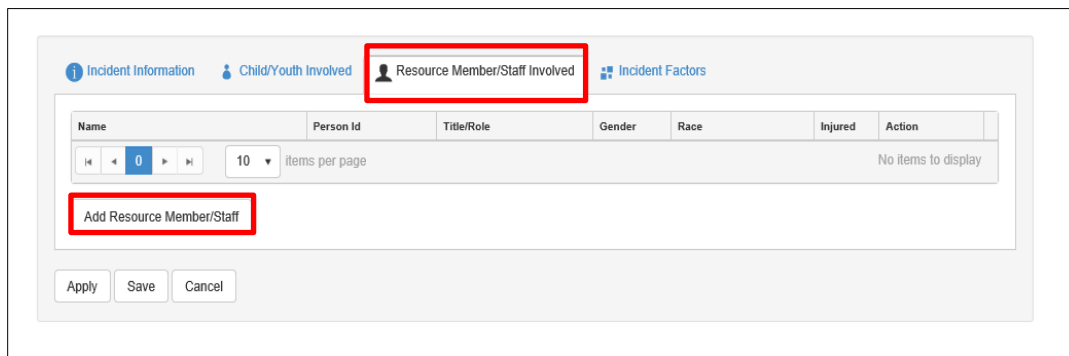 Incident Information Child/Youth Involved Resource Member/Staff Involved Incident Factors
Name Person Id Title/Role Gender Race Injured Action
0 10 items per page No items to display
Add Resource Member/Staff
Apply Save Cancel